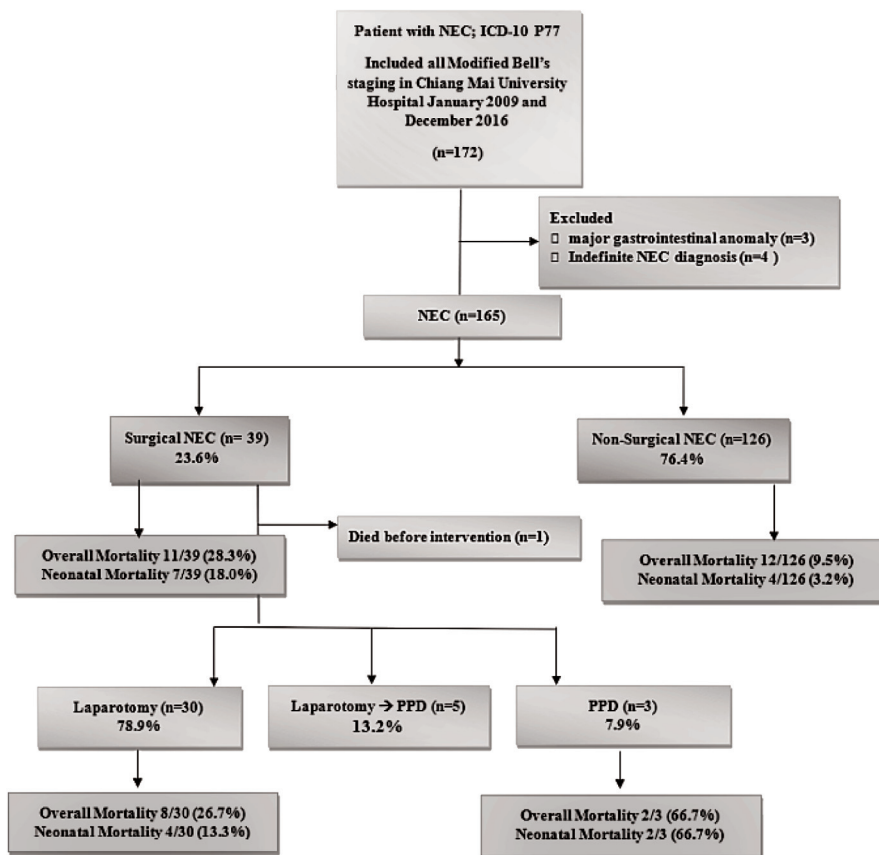 Patient with NEC; ICD-10 P77
Included all Modified Bell's
staging in Chiang Mai University
Hospital January 2009 and
December 2016
(n=172)
Excluded
▯ major gastrointestinal anomaly (n=3)
▯ Indefinite NEC diagnosis (n=4 )
NEC (n=165)
Surgical NEC (n= 39)
23.6%
Non-Surgical NEC (n=126)
76.4%
Died before intervention (n=1)
Overall Mortality 11/39 (28.3%)
Neonatal Mortality 7/39 (18.0%)
Overall Mortality 12/126 (9.5%)
Neonatal Mortality 4/126 (3.2%)
Laparotomy (n=30)
78.9%
Laparotomy → PPD (n=5)
13.2%
PPD (n=3)
7.9%
Overall Mortality 8/30 (26.7%)
Neonatal Mortality 4/30 (13.3%)
Overall Mortality 2/3 (66.7%)
Neonatal Mortality 2/3 (66.7%)